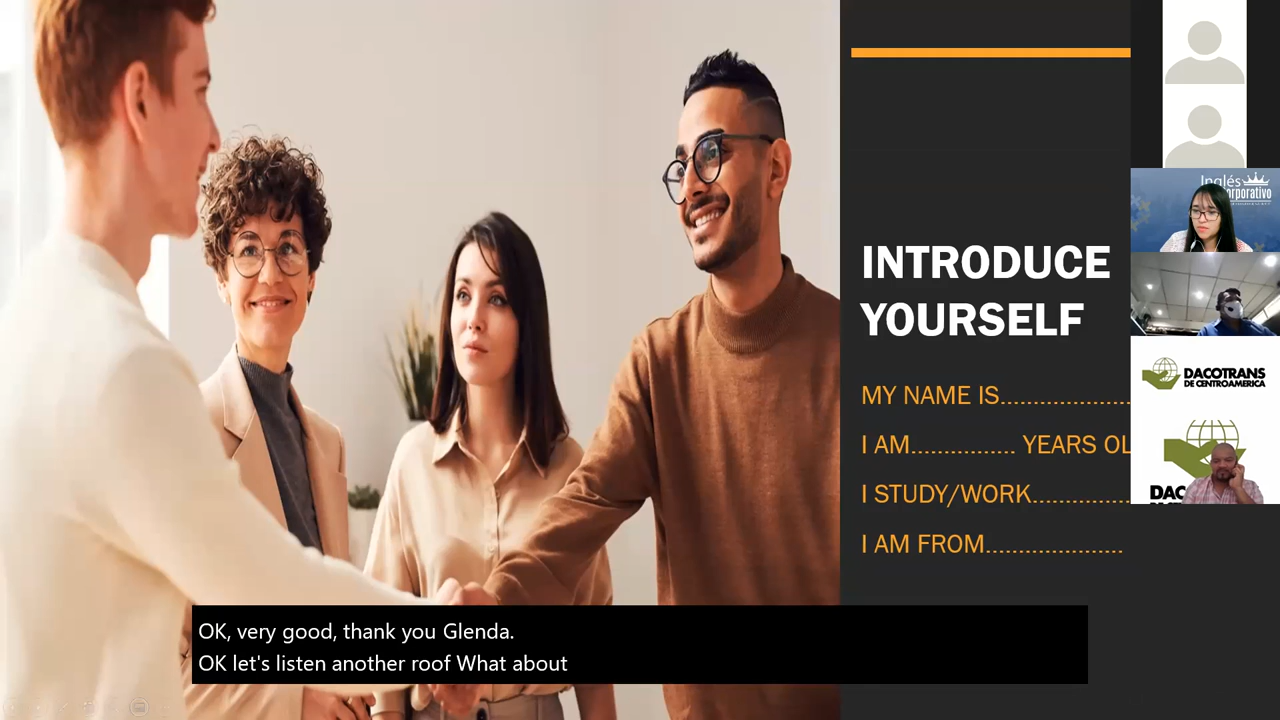 INTRODUCE
YOURSELF
MY NAME IS....................
I AM................ YEARS OL
I STUDY/WORK...............
I AM FROM.....................
OK, very good, thank you Glenda.
OK let's listen another roof What about
Inglés
orporativo
DACOTRANS
DE CENTROAMERICA
DAC